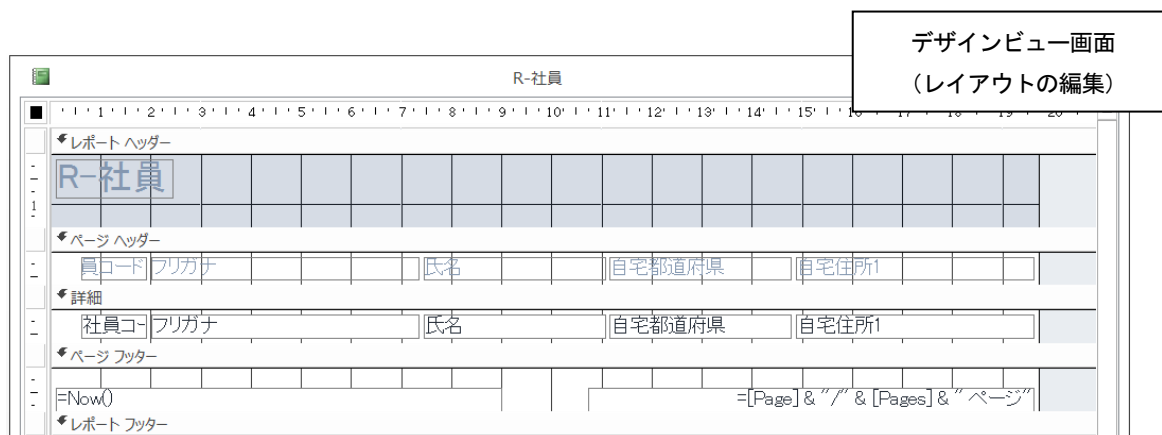 デザインビュー画面
（レイアウトの編集）
R-社員
1 2 3 4 5 6 7 8 9 10 11 12 13 14 15 16 17 18 19 20
レポート ヘッダー
R-社員
1
ページ ヘッダー
員コード フリガナ 氏名 自宅都道府県 自宅住所1
詳細
社員コー フリガナ 氏名 自宅都道府県 自宅住所1
ページ フッター
=Now() =[Page] & "/" & [Pages] & " ページ"
レポート フッター